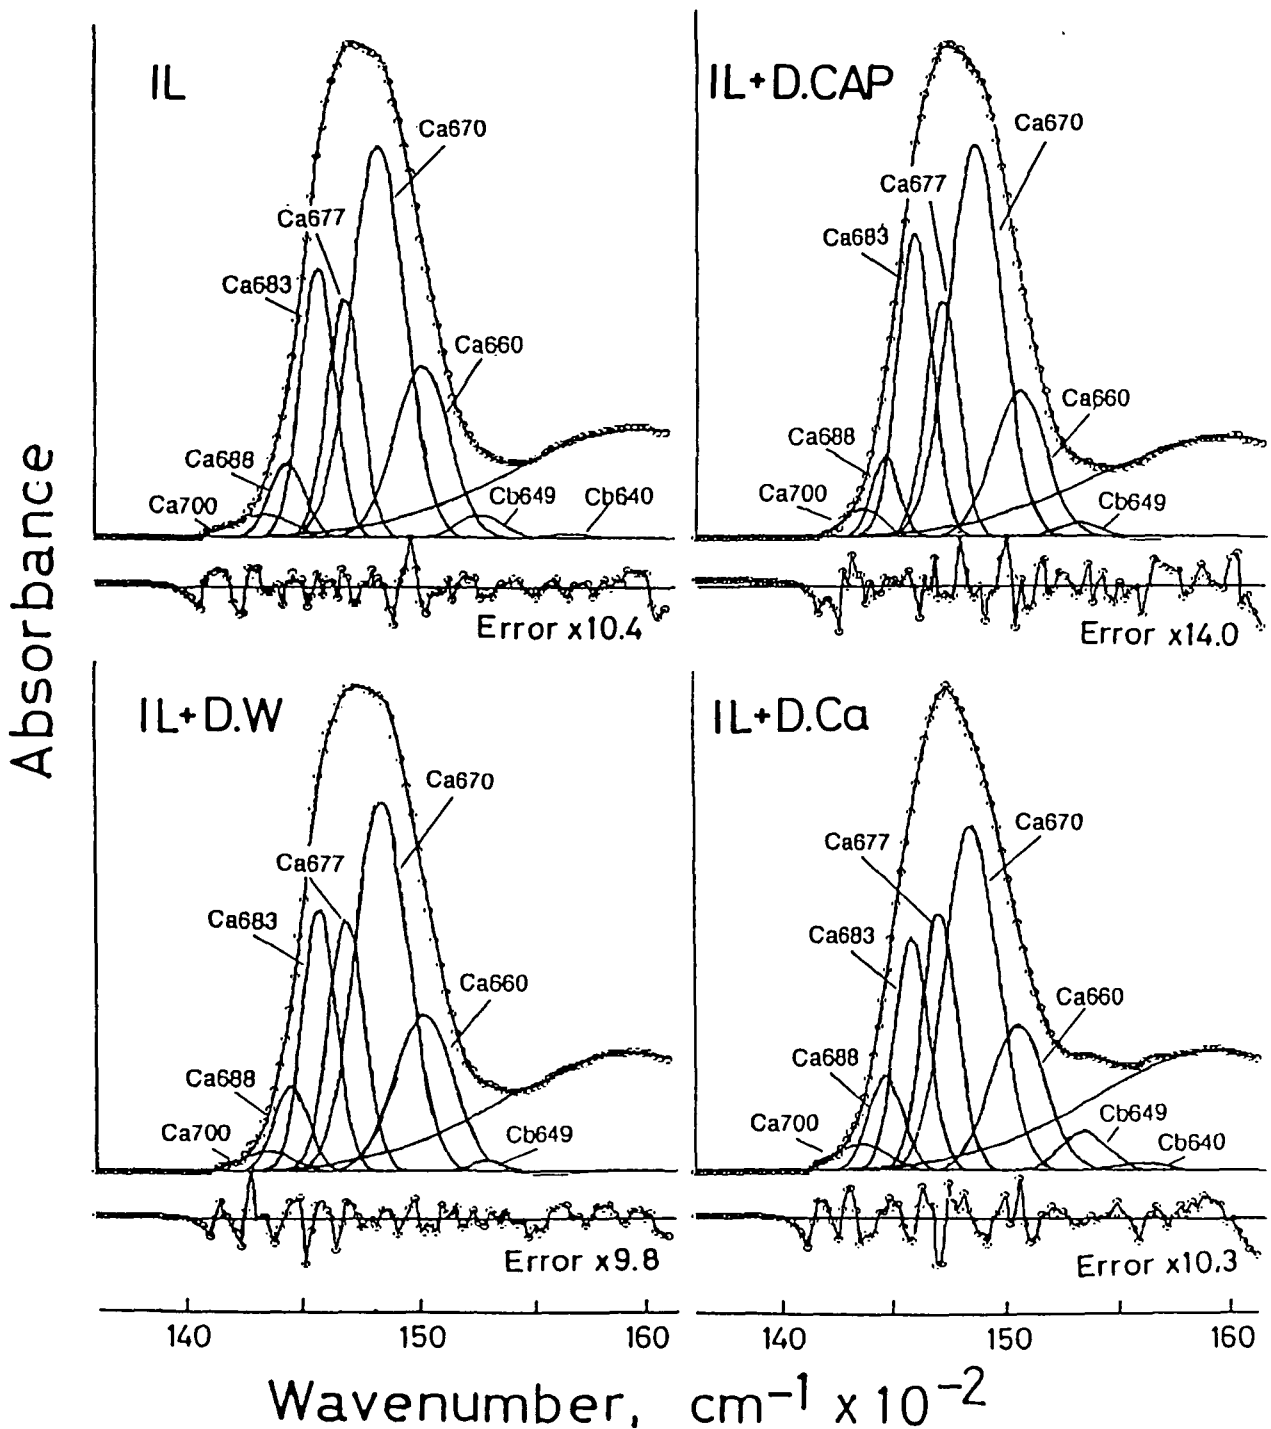 Absorbance
IL
Ca670
Ca677
Ca683
Ca660
Ca688
Ca700
Cb649
Cb640
Error x10.4
IL+D.CAP
Ca670
Ca677
Ca683
Ca660
Ca688
Ca700
Cb649
Error x14.0
IL+D.W
Ca670
Ca677
Ca683
Ca660
Ca688
Ca700
Cb649
Error x9.8
IL+D.Ca
Ca670
Ca677
Ca683
Ca660
Ca688
Ca700
Cb649
Cb640
Error x10.3
140 150 160
140 150 160
Wavenumber, cm⁻¹ x 10⁻²